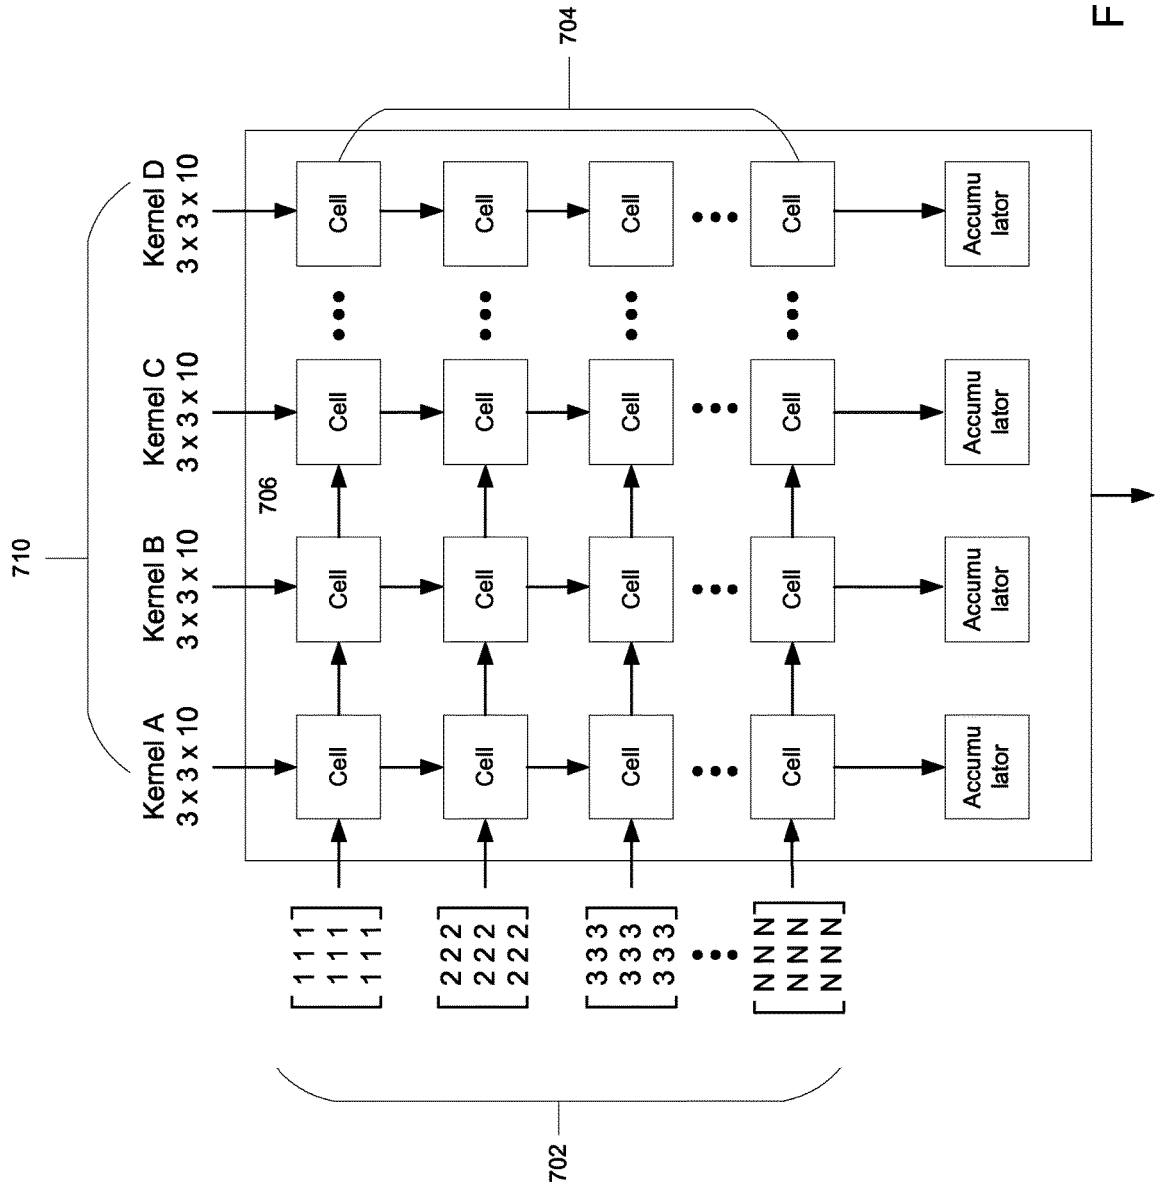 710
Kernel A
3 x 3 x 10
Kernel B
3 x 3 x 10
Kernel C
3 x 3 x 10
Kernel D
3 x 3 x 10
706
704
702
1 1 1
1 1 1
1 1 1
Cell
Cell
Cell
Cell
2 2 2
2 2 2
2 2 2
Cell
Cell
Cell
Cell
3 3 3
3 3 3
3 3 3
Cell
Cell
Cell
Cell
N N N
N N N
N N N
Cell
Cell
Cell
Cell
Accumu
lator
Accumu
lator
Accumu
lator
Accumu
lator
F